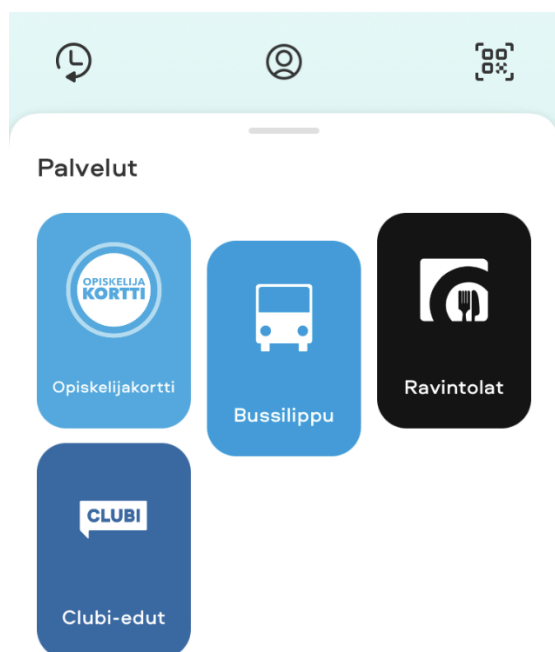 Palvelut
OPISKELIJA
KORTTI
Opiskelijakortti
Bussilippu
Ravintolat
CLUBI
Clubi-edut